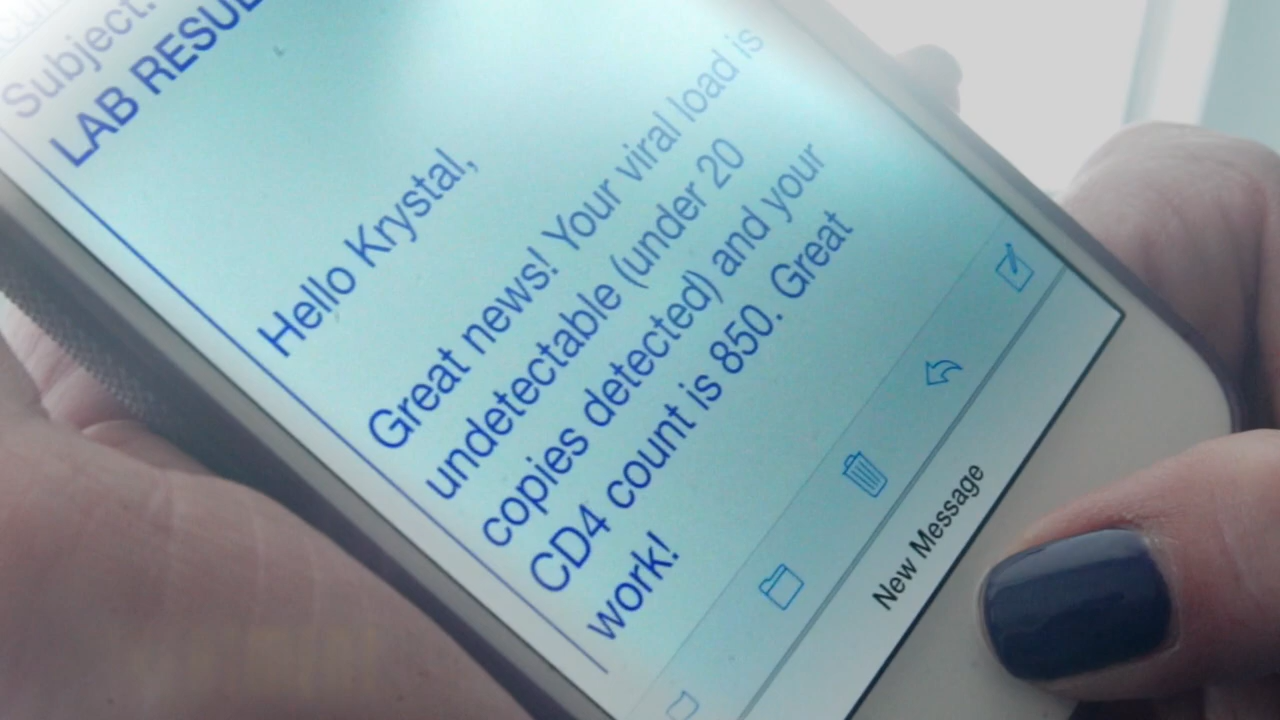 Subject:
LAB RESUL
Hello Krystal,
Great news! Your viral load is
undetectable (under 20
copies detected) and your
CD4 count is 850. Great
work!
New Message